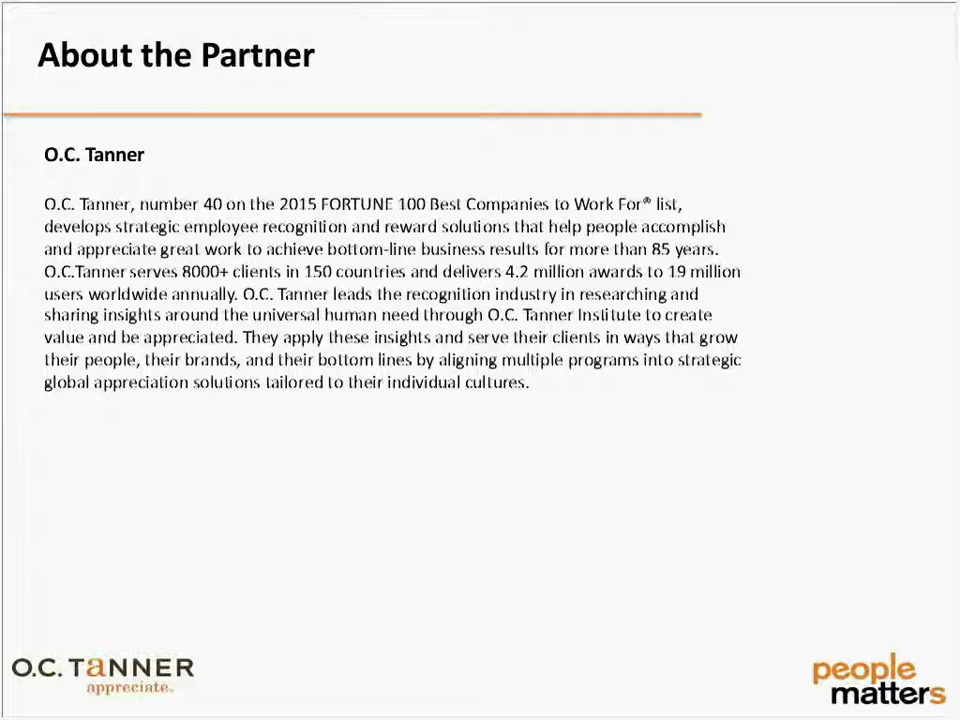 About the Partner
O.C. Tanner
O.C. Tanner, number 40 on the 2015 FORTUNE 100 Best Companies to Work For® list,
develops strategic employee recognition and reward solutions that help people accomplish
and appreciate great work to achieve bottom-line business results for more than 85 years.
O.C.Tanner serves 8000+ clients in 150 countries and delivers 4.2 million awards to 19 million
users worldwide annually. O.C. Tanner leads the recognition industry in researching and
sharing insights around the universal human need through O.C. Tanner Institute to create
value and be appreciated. They apply these insights and serve their clients in ways that grow
their people, their brands, and their bottom lines by aligning multiple programs into strategic
global appreciation solutions tailored to their individual cultures.
O.C. TaNNER
appreciate.
people
matters